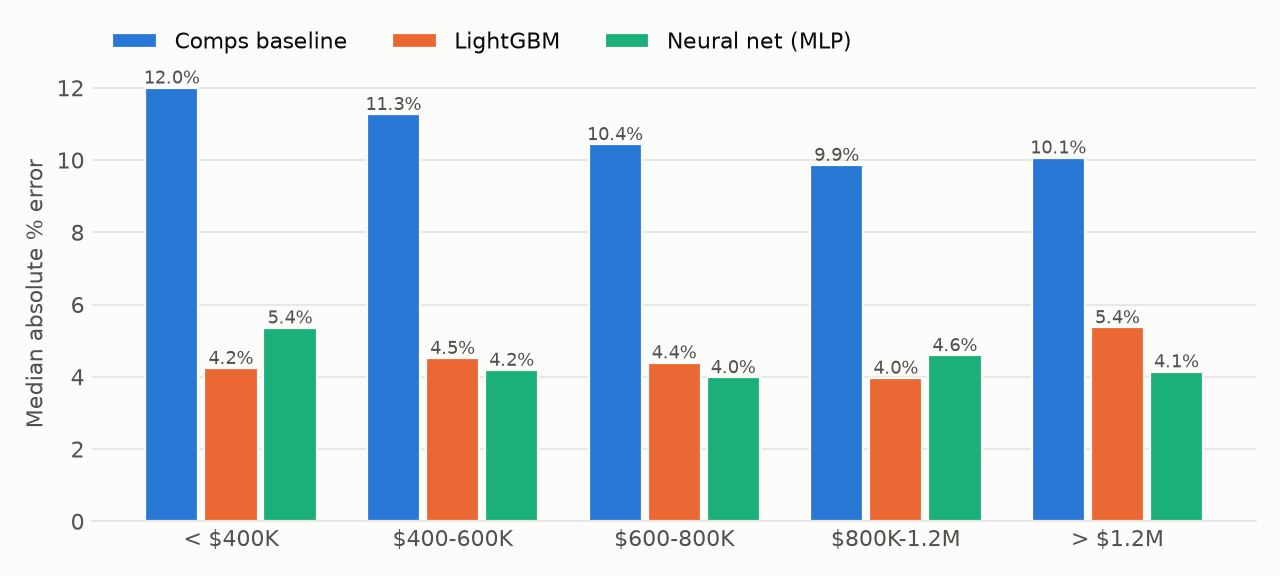 Comps baseline LightGBM Neural net (MLP)
Median absolute % error
12
10
8
6
4
2
0
12.0% 4.2% 5.4%
11.3% 4.5% 4.2%
10.4% 4.4% 4.0%
9.9% 4.0% 4.6%
10.1% 5.4% 4.1%
< $400K $400-600K $600-800K $800K-1.2M > $1.2M